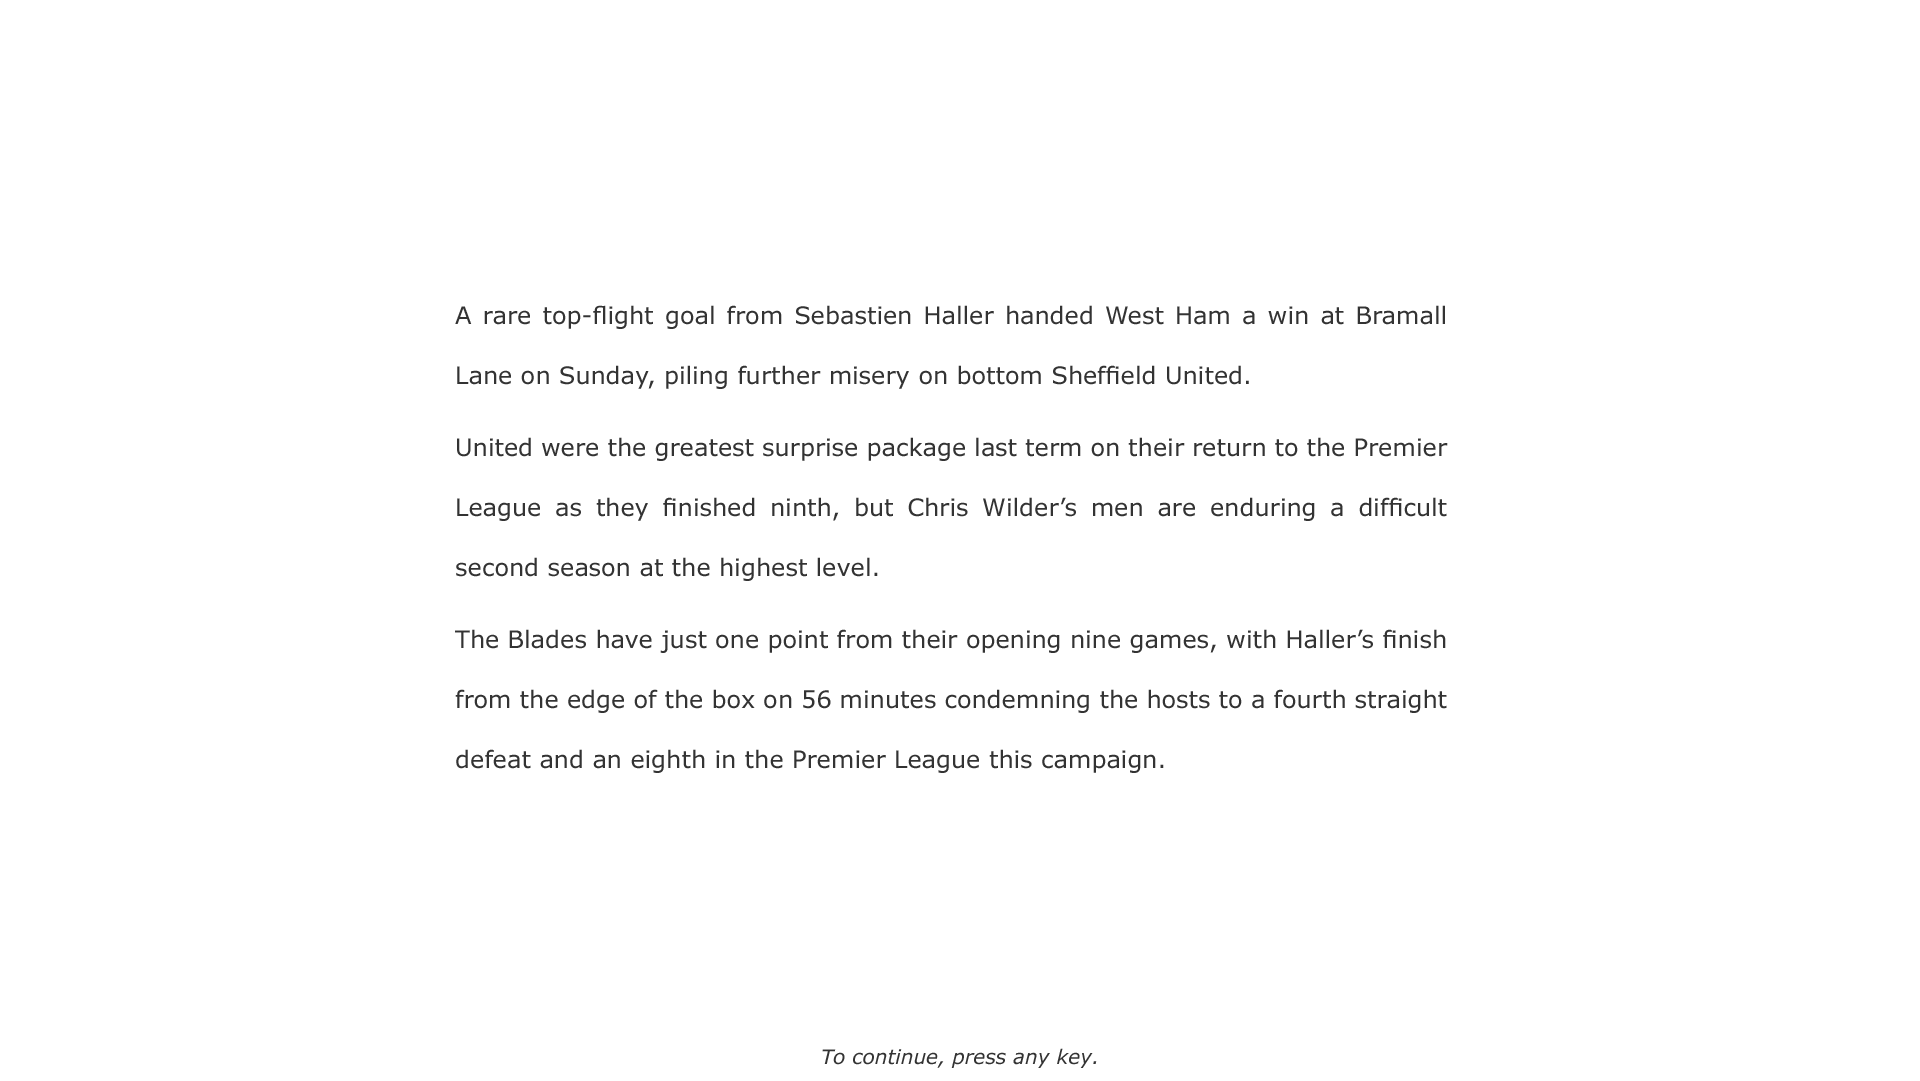 A rare top-flight goal from Sebastien Haller handed West Ham a win at Bramall
Lane on Sunday, piling further misery on bottom Sheffield United.
United were the greatest surprise package last term on their return to the Premier
League as they finished ninth, but Chris Wilder’s men are enduring a difficult
second season at the highest level.
The Blades have just one point from their opening nine games, with Haller’s finish
from the edge of the box on 56 minutes condemning the hosts to a fourth straight
defeat and an eighth in the Premier League this campaign.
To continue, press any key.